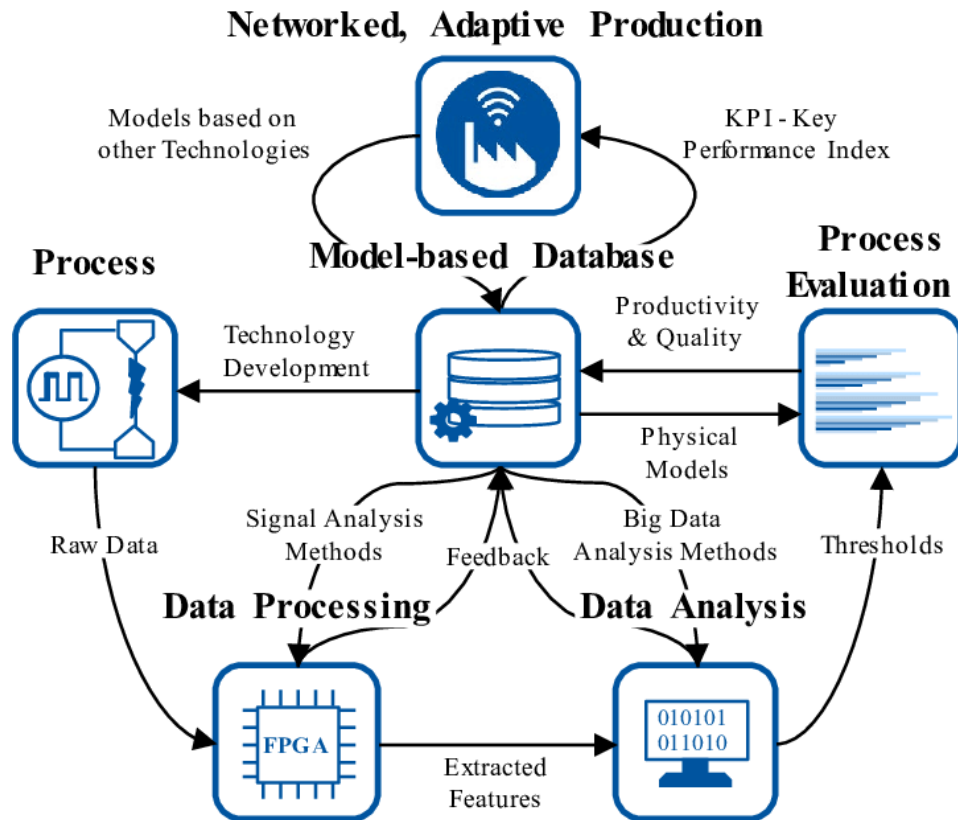 Networked, Adaptive Production
Models based on
other Technologies
KPI - Key
Performance Index
Model-based Database
Process
Process
Evaluation
Technology
Development
Productivity
& Quality
Physical
Models
Raw Data
Signal Analysis
Methods
Feedback
Big Data
Analysis Methods
Thresholds
Data Processing
Data Analysis
FPGA
010101
011010
Extracted
Features